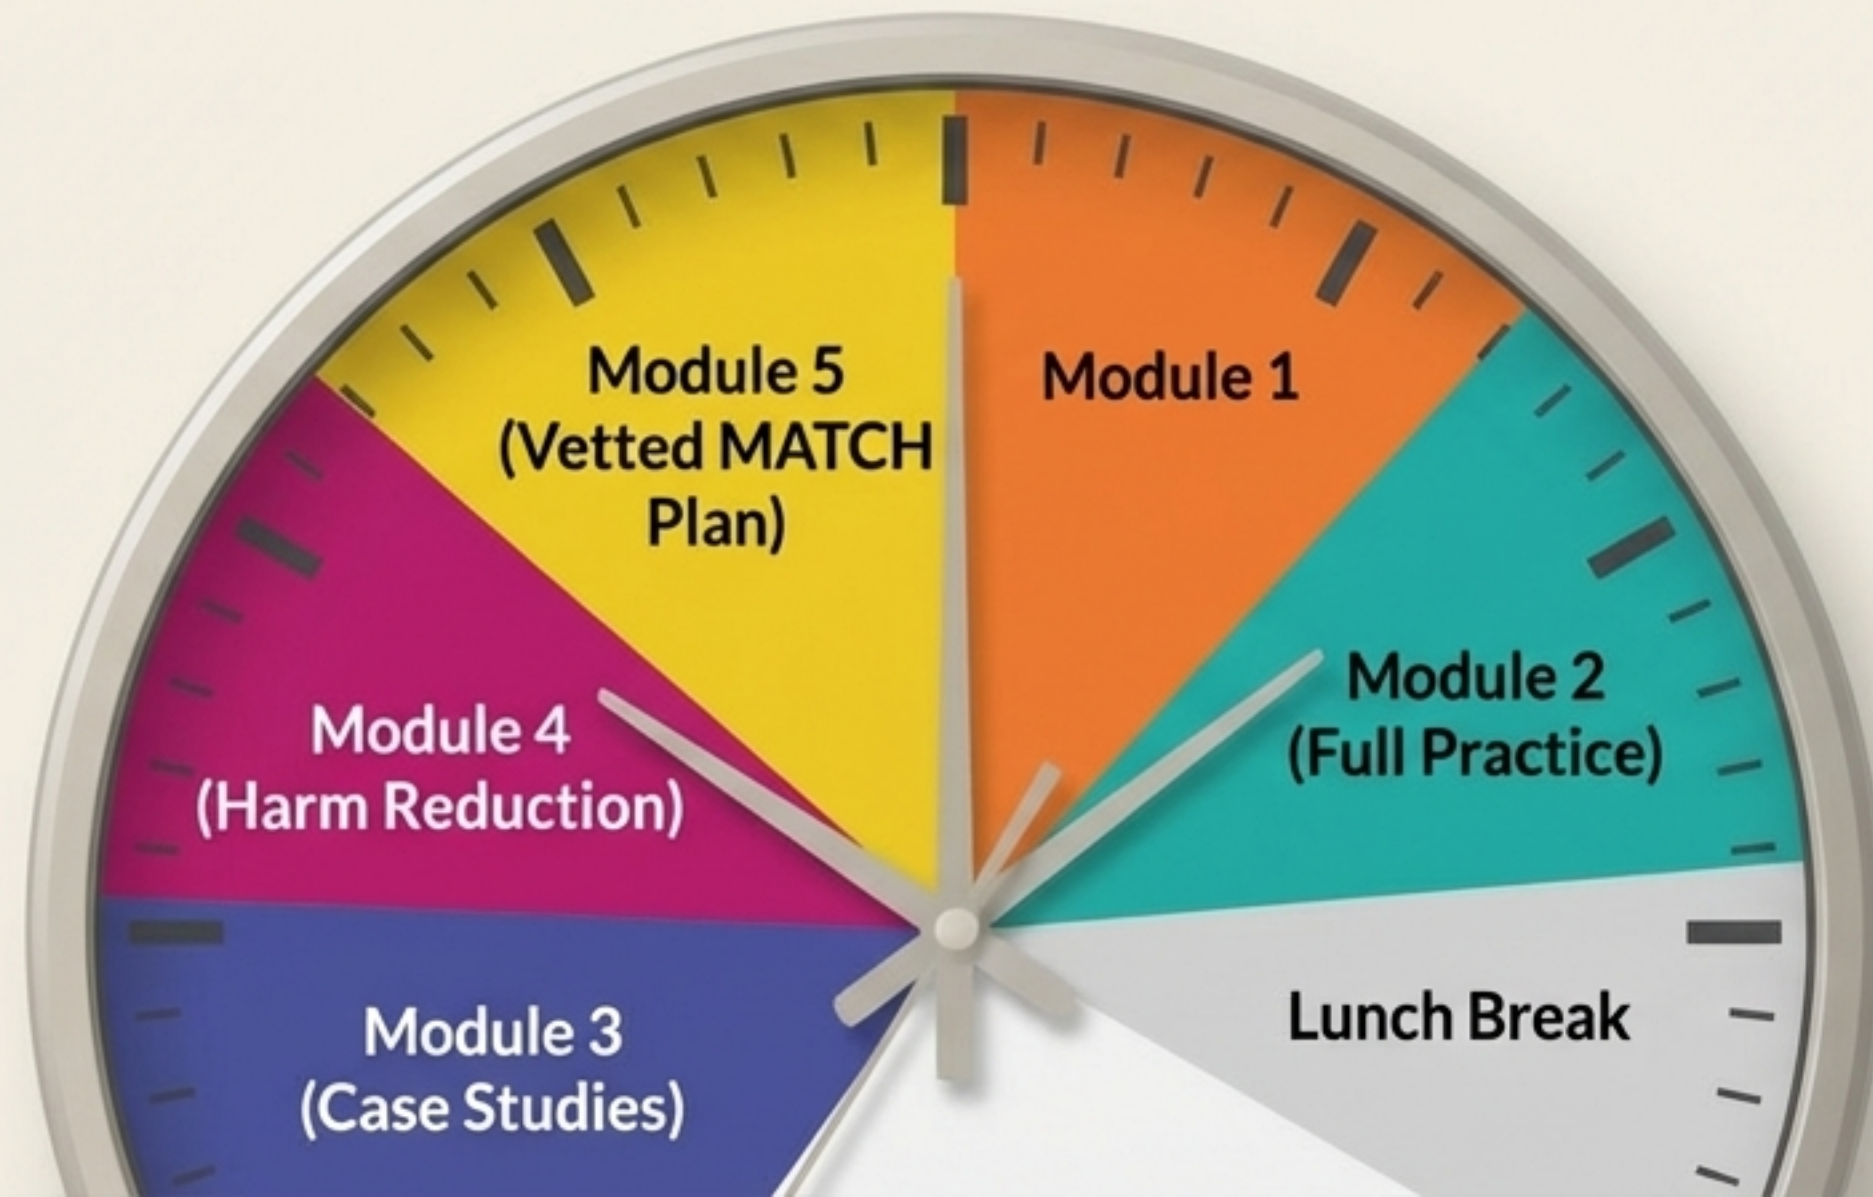 Module 5
(Vetted MATCH
Plan)
Module 1
Module 4
(Harm Reduction)
Module 2
(Full Practice)
Module 3
(Case Studies)
Lunch Break